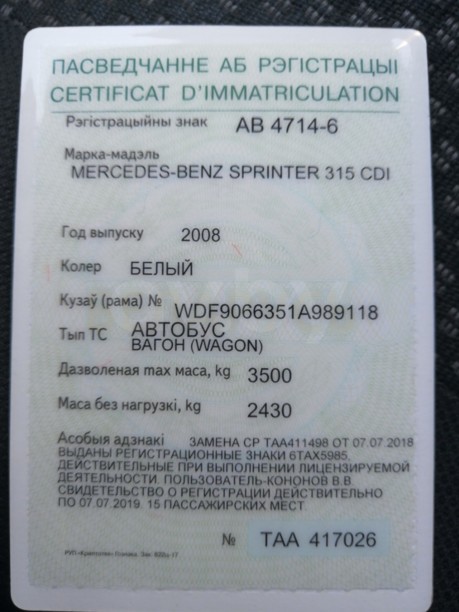 ПАСВЕДЧАННЕ АБ РЭГІСТРАЦЫІ
CERTIFICAT D'IMMATRICULATION
Рэгістрацыйны знак AB 4714-6
Марка-мадэль
MERCEDES-BENZ SPRINTER 315 CDI
Год выпуску 2008
Колер БЕЛЫЙ
Кузаў (рама) № WDF9066351A989118
Тып ТС АВТОБУС
ВАГОН (WAGON)
Дазволеная max маса, kg 3500
Маса без нагрузкі, kg 2430
Асобыя адзнакі ЗАМЕНА СР ТАА411498 ОТ 07.07.2018
ВЫДАНЫ РЕГИСТРАЦИОННЫЕ ЗНАКИ 6ТАХ5985.
ДЕЙСТВИТЕЛЬНЫЕ ПРИ ВЫПОЛНЕНИИ ЛИЦЕНЗИРУЕМОЙ
ДЕЯТЕЛЬНОСТИ. ПОЛЬЗОВАТЕЛЬ-КОНОНОВ В.В.
СВИДЕТЕЛЬСТВО О РЕГИСТРАЦИИ ДЕЙСТВИТЕЛЬНО
ПО 07.07.2019. 15 ПАССАЖИРСКИХ МЕСТ.
№ ТАА 417026